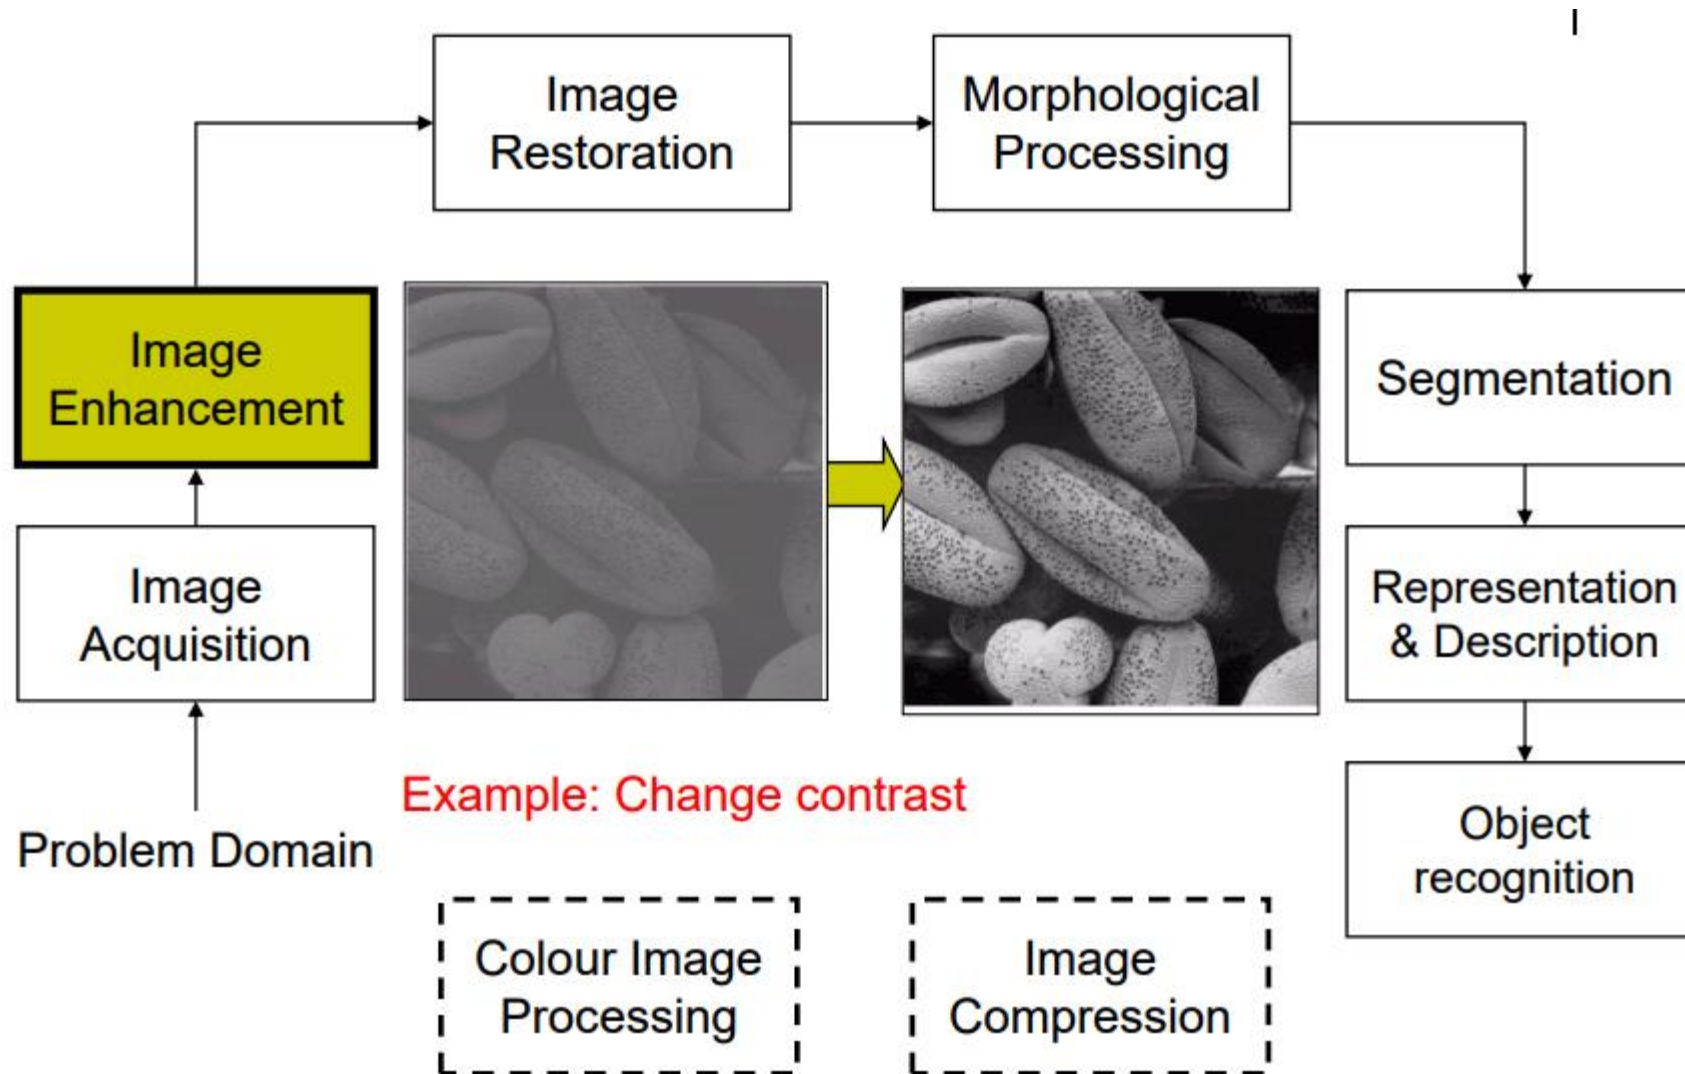 Image
Restoration
Morphological
Processing
Image
Enhancement
Segmentation
Image
Acquisition
Representation
& Description
Example: Change contrast
Problem Domain
Object
recognition
Colour Image
Processing
Image
Compression